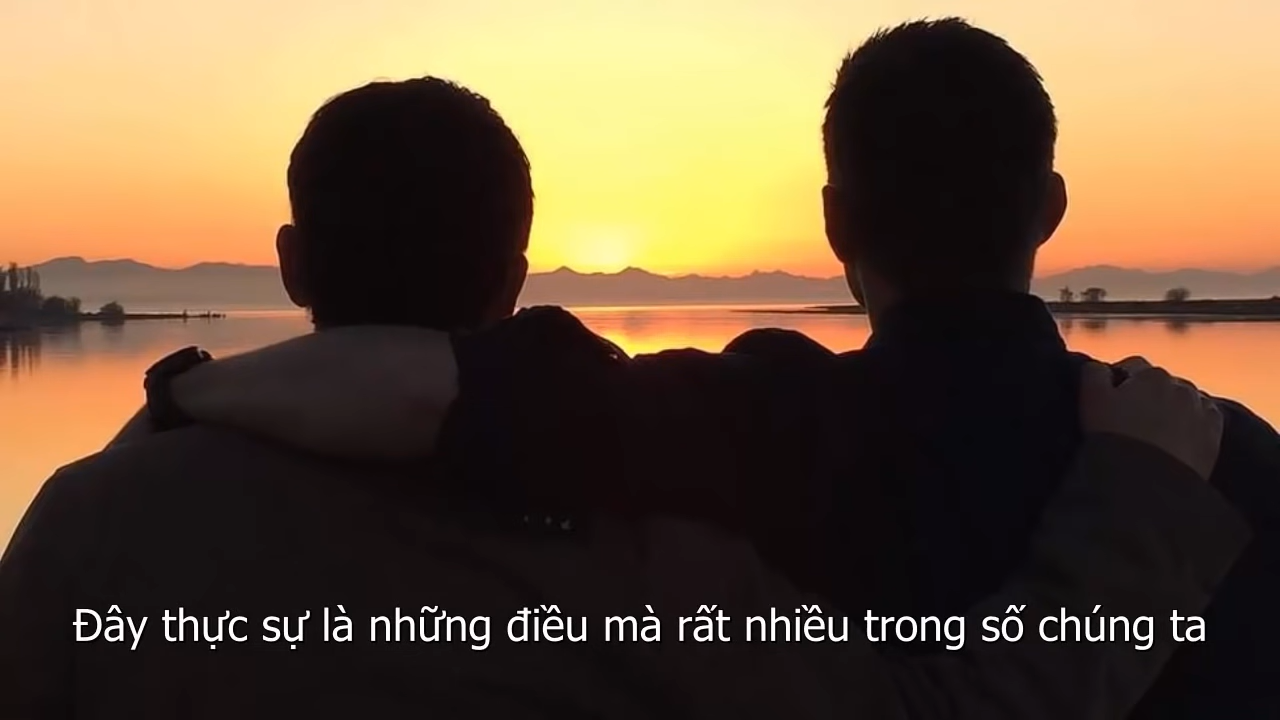 Đây thực sự là những điều mà rất nhiều trong số chúng ta